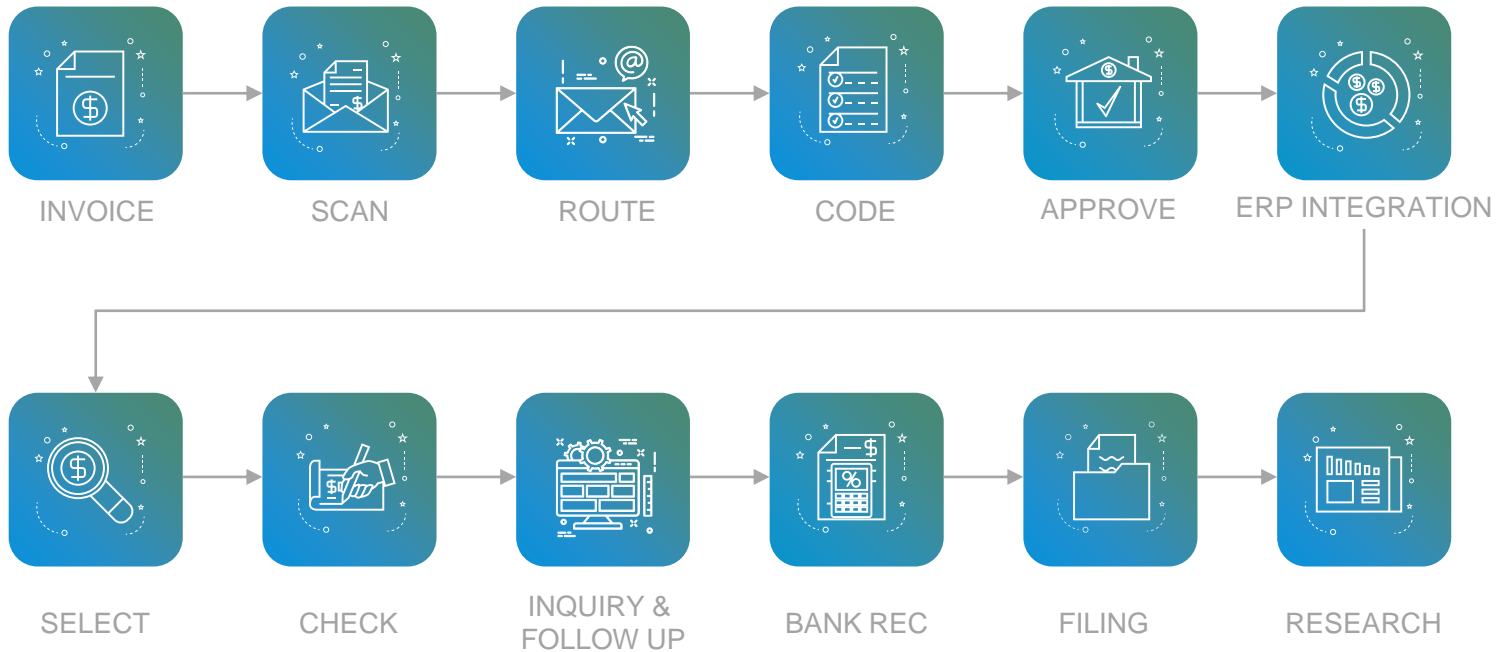 INVOICE
SCAN
ROUTE
CODE
APPROVE
ERP INTEGRATION
SELECT
CHECK
INQUIRY &
FOLLOW UP
BANK REC
FILING
RESEARCH